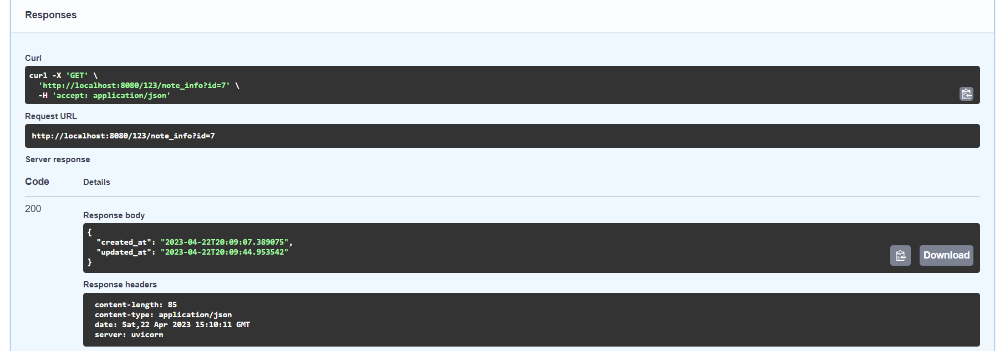 Responses
Curl
curl -X 'GET' \
  'http://localhost:8080/123/note_info?id=7' \
  -H 'accept: application/json'
Request URL
http://localhost:8080/123/note_info?id=7
Server response
Code Details
200
Response body
{
  "created_at": "2023-04-22T20:09:07.389075",
  "updated_at": "2023-04-22T20:09:44.953542"
}
Download
Response headers
content-length: 85
content-type: application/json
date: Sat,22 Apr 2023 15:10:11 GMT
server: uvicorn